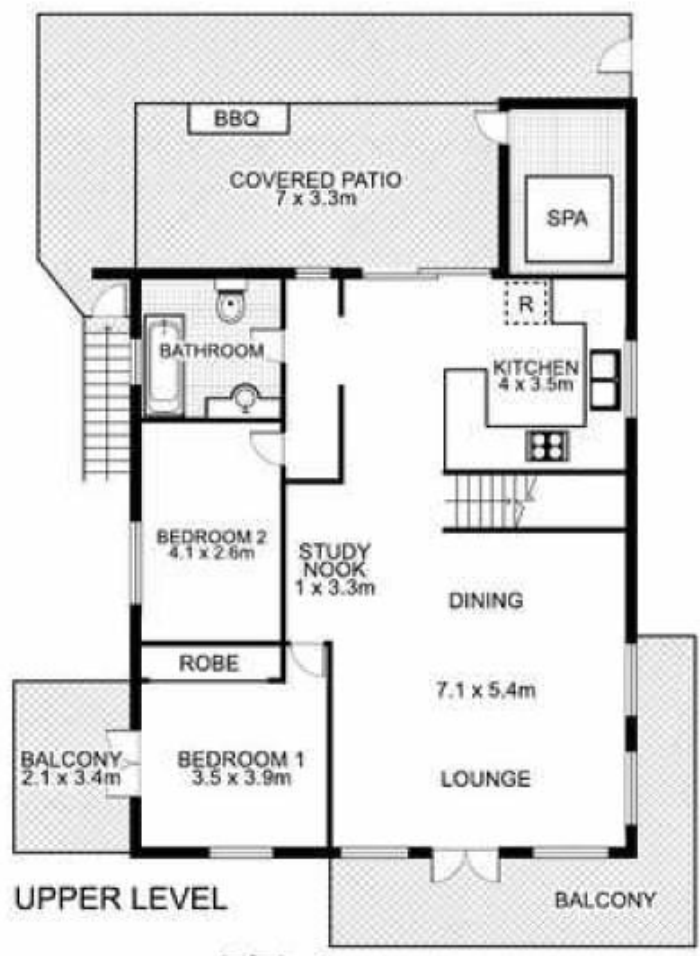 BBQ
COVERED PATIO
7 x 3.3m
SPA
R
BATHROOM
KITCHEN
4 x 3.5m
BEDROOM 2
4.1 x 2.6m
STUDY
NOOK
1 x 3.3m
DINING
ROBE
7.1 x 5.4m
BALCONY
2.1 x 3.4m
BEDROOM 1
3.5 x 3.9m
LOUNGE
UPPER LEVEL
BALCONY